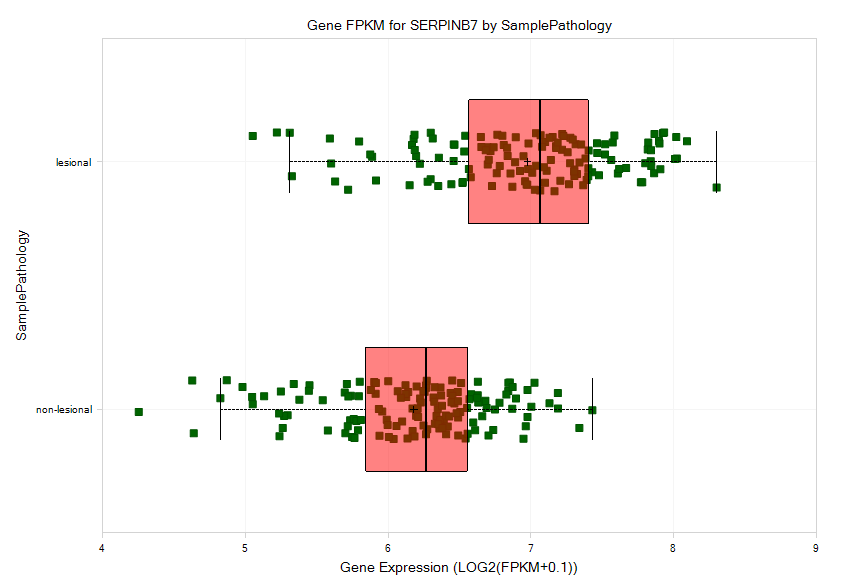 Gene FPKM for SERPINB7 by SamplePathology
SamplePathology
lesional
non-lesional
4 5 6 7 8 9
Gene Expression (LOG2(FPKM+0.1))